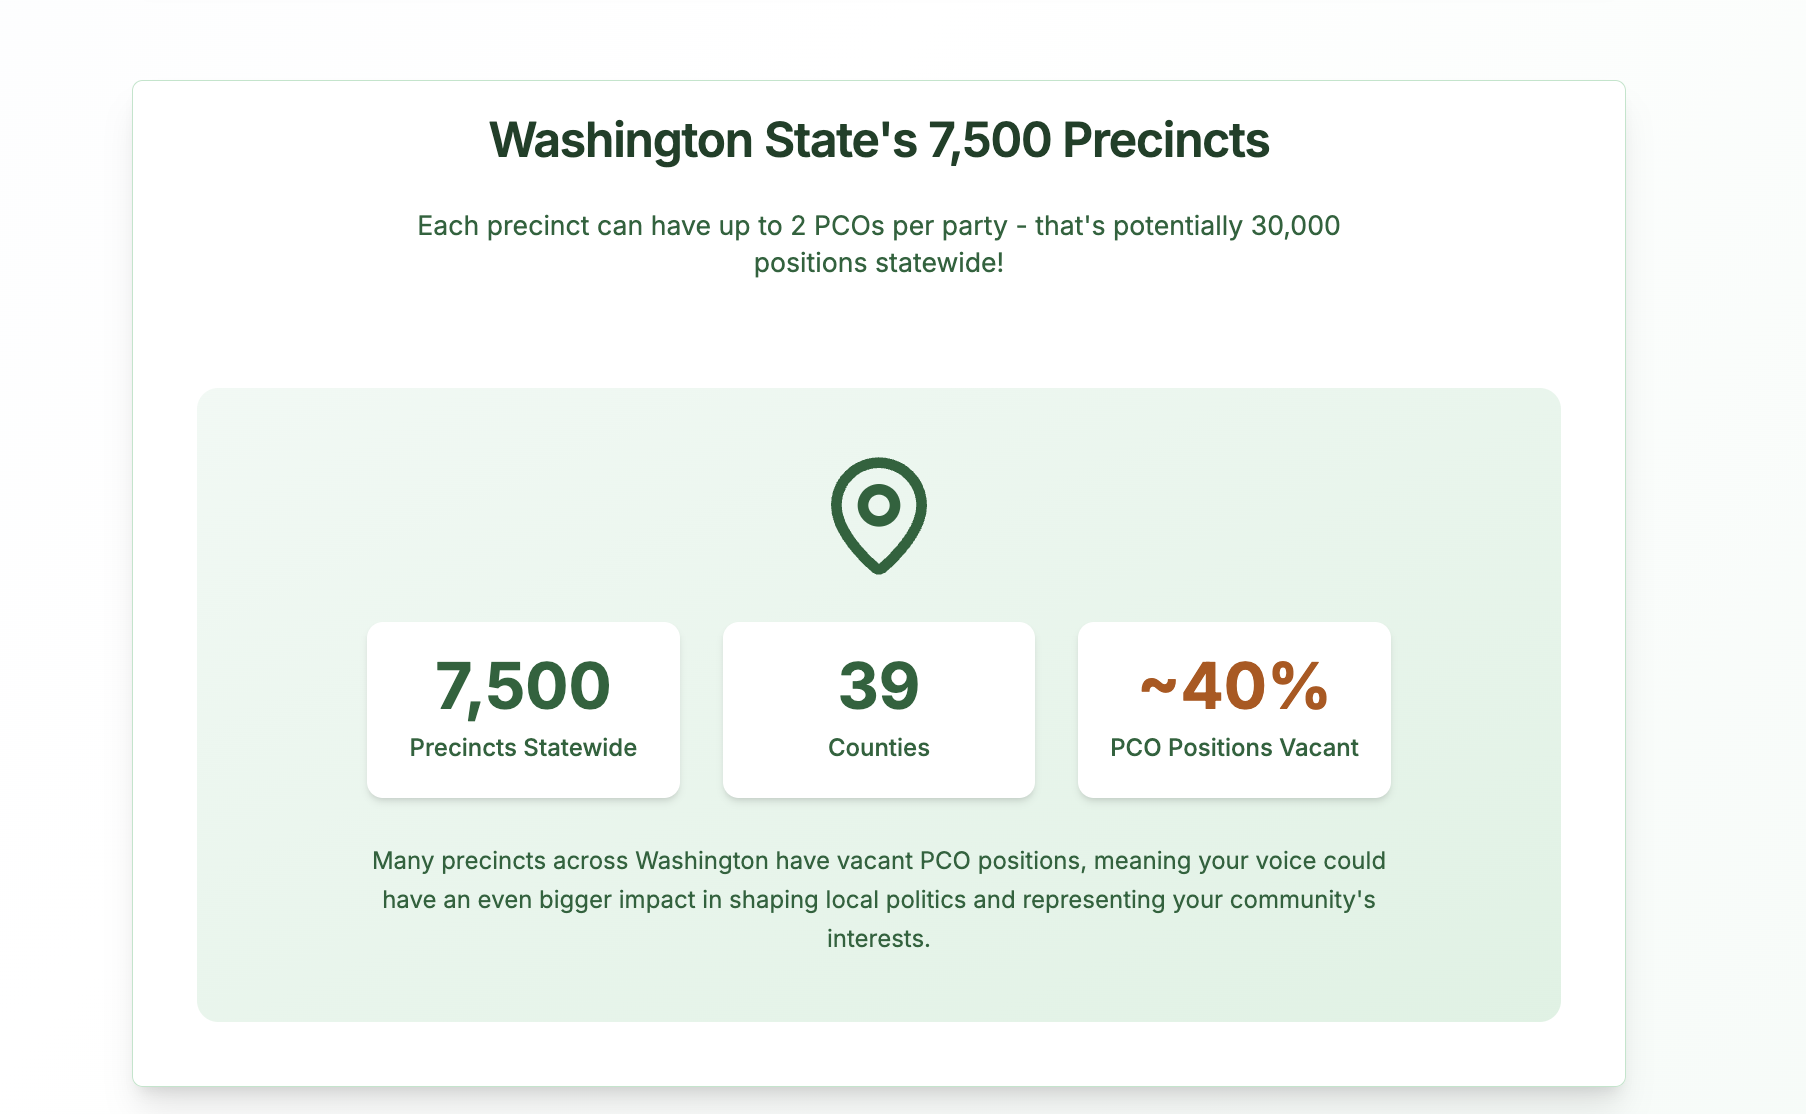 Washington State's 7,500 Precincts
Each precinct can have up to 2 PCOs per party - that's potentially 30,000
positions statewide!
7,500
Precincts Statewide
39
Counties
~40%
PCO Positions Vacant
Many precincts across Washington have vacant PCO positions, meaning your voice could
have an even bigger impact in shaping local politics and representing your community's
interests.